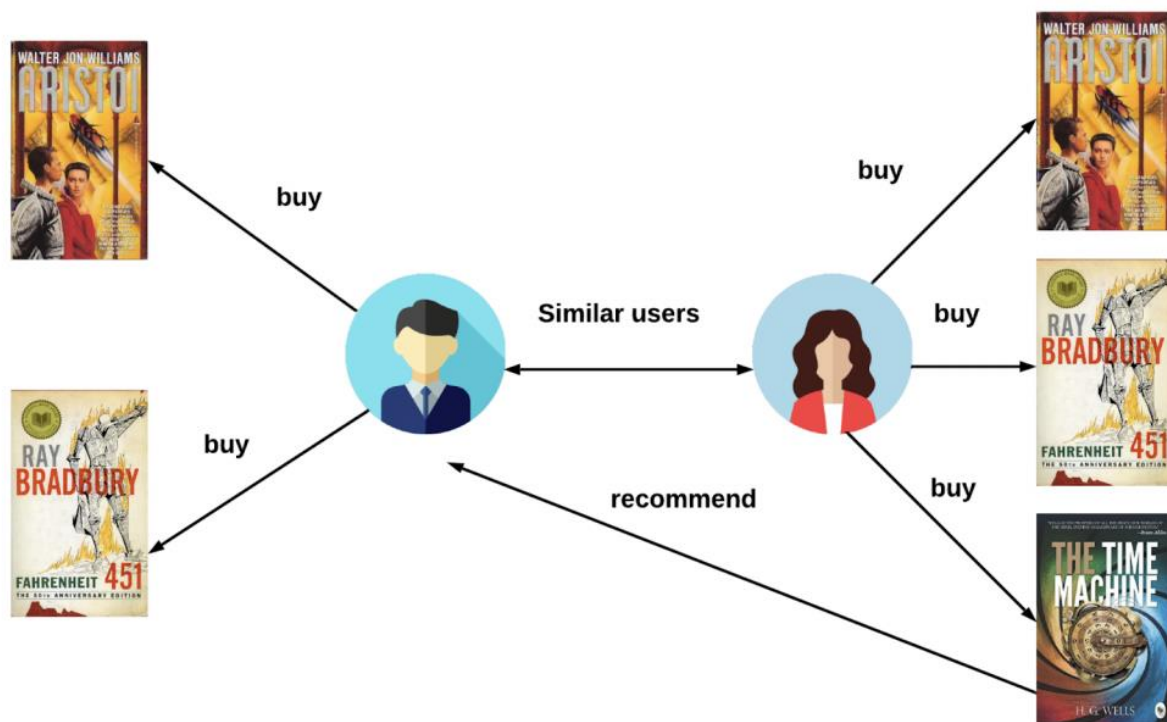 WALTER JON WILLIAMS
ARISTOI
WALTER JON WILLIAMS
ARISTOI
buy
buy
Similar users
buy
RAY
BRADBURY
FAHRENHEIT 451
THE 50th ANNIVERSARY EDITION
buy
RAY
BRADBURY
FAHRENHEIT 451
THE 50th ANNIVERSARY EDITION
recommend
buy
THE TIME
MACHINE
H. G. WELLS